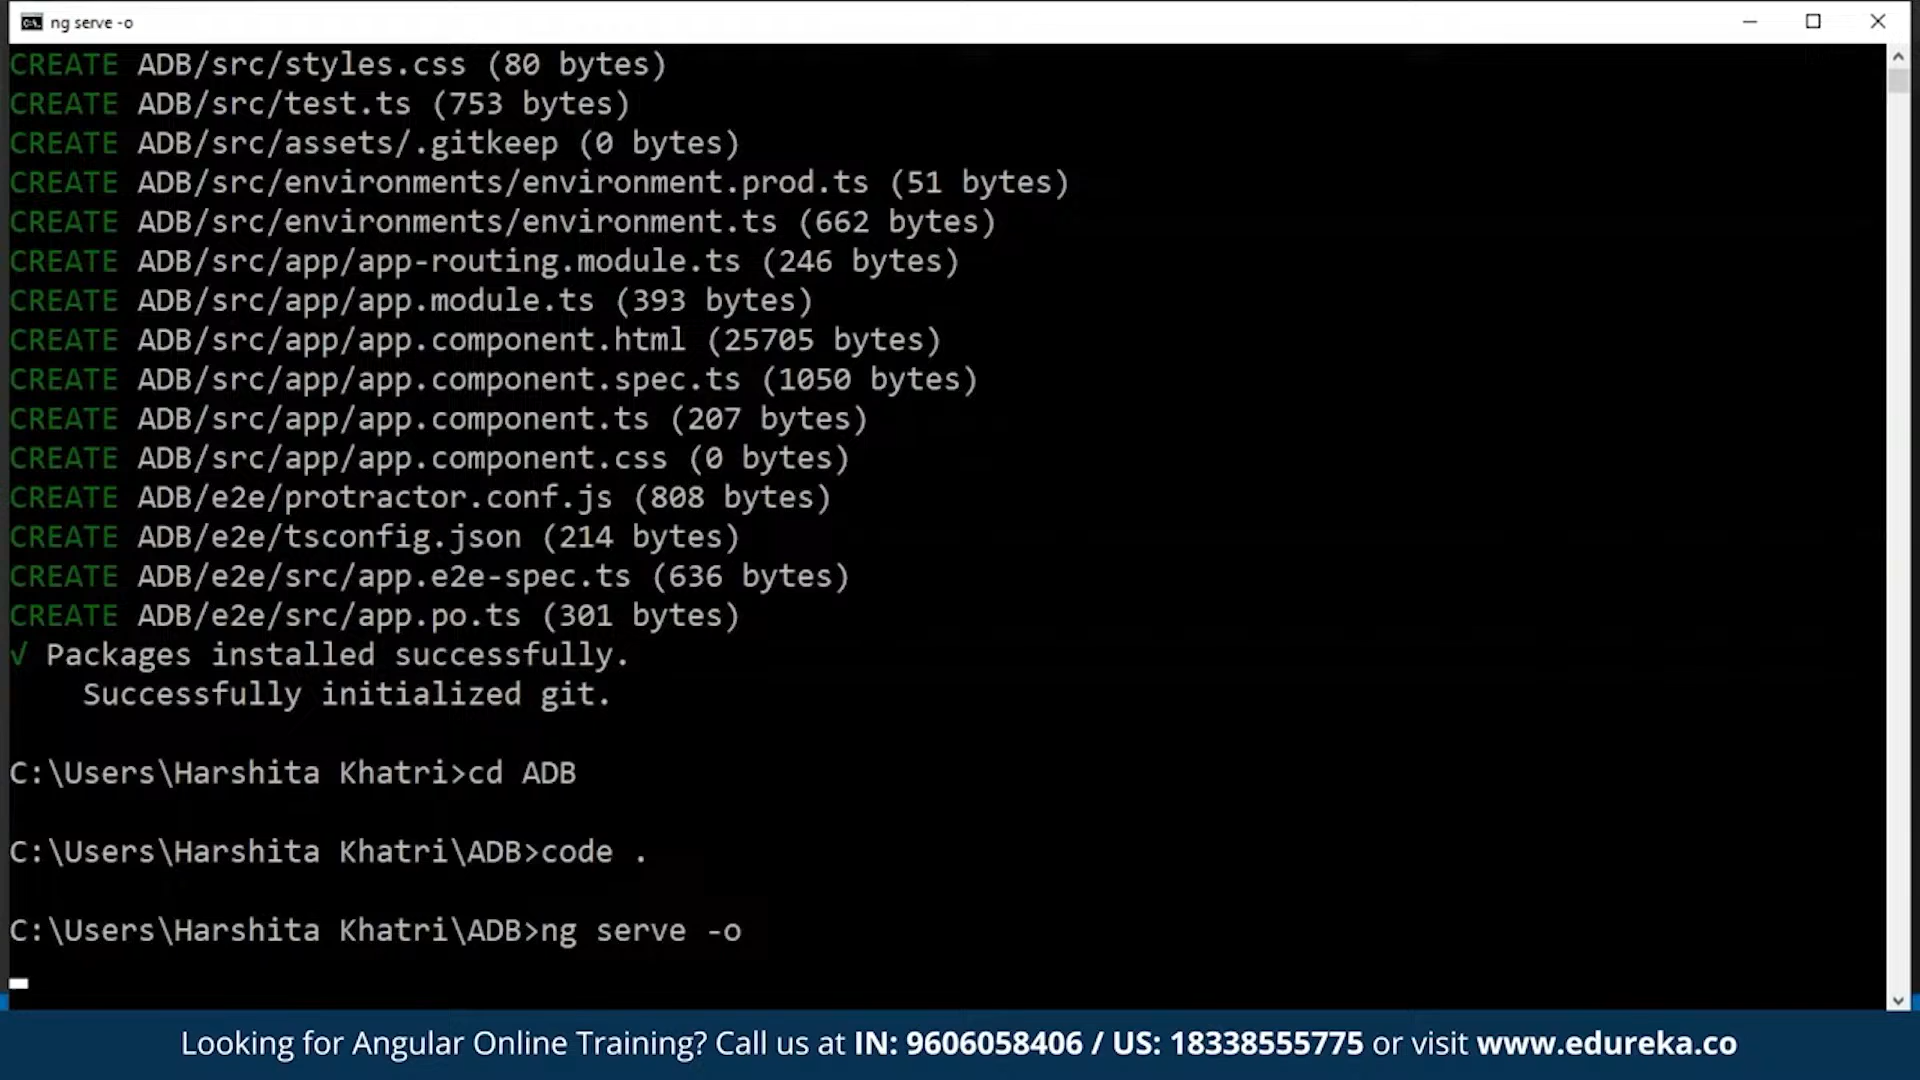 ng serve -o
CREATE ADB/src/styles.css (80 bytes)
CREATE ADB/src/test.ts (753 bytes)
CREATE ADB/src/assets/.gitkeep (0 bytes)
CREATE ADB/src/environments/environment.prod.ts (51 bytes)
CREATE ADB/src/environments/environment.ts (662 bytes)
CREATE ADB/src/app/app-routing.module.ts (246 bytes)
CREATE ADB/src/app/app.module.ts (393 bytes)
CREATE ADB/src/app/app.component.html (25705 bytes)
CREATE ADB/src/app/app.component.spec.ts (1050 bytes)
CREATE ADB/src/app/app.component.ts (207 bytes)
CREATE ADB/src/app/app.component.css (0 bytes)
CREATE ADB/e2e/protractor.conf.js (808 bytes)
CREATE ADB/e2e/tsconfig.json (214 bytes)
CREATE ADB/e2e/src/app.e2e-spec.ts (636 bytes)
CREATE ADB/e2e/src/app.po.ts (301 bytes)
√ Packages installed successfully.
Successfully initialized git.
C:\Users\Harshita Khatri>cd ADB
C:\Users\Harshita Khatri\ADB>code .
C:\Users\Harshita Khatri\ADB>ng serve -o
Looking for Angular Online Training? Call us at IN: 9606058406 / US: 18338555775 or visit www.edureka.co